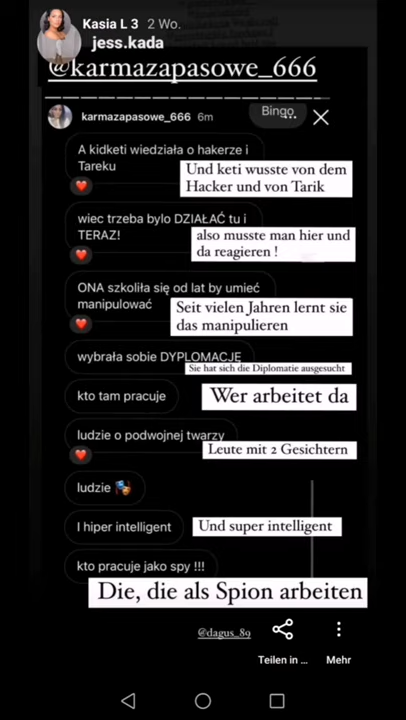 Kasia L 3 2 Wo.
jess.kada
@karmazapasowe_666
karmazapasowe_666 6m
Bingo
A kidketi wiedziała o hakerze i
Tareku
Und keti wusste von dem
Hacker und von Tarik
wiec trzeba bylo DZIAŁAĆ tu i
TERAZ!
also musste man hier und
da reagieren !
ONA szkoliła się od lat by umieć
manipulować
Seit vielen Jahren lernt sie
das manipulieren
wybrała sobie DYPLOMACJĘ
Sie hat sich die Diplomatie ausgesucht
kto tam pracuje
Wer arbeitet da
ludzie o podwojnej twarzy
Leute mit 2 Gesichtern
ludzie
I hiper intelligent
Und super intelligent
kto pracuje jako spy !!!
Die, die als Spion arbeiten
@dagus_89
Teilen in ...
Mehr